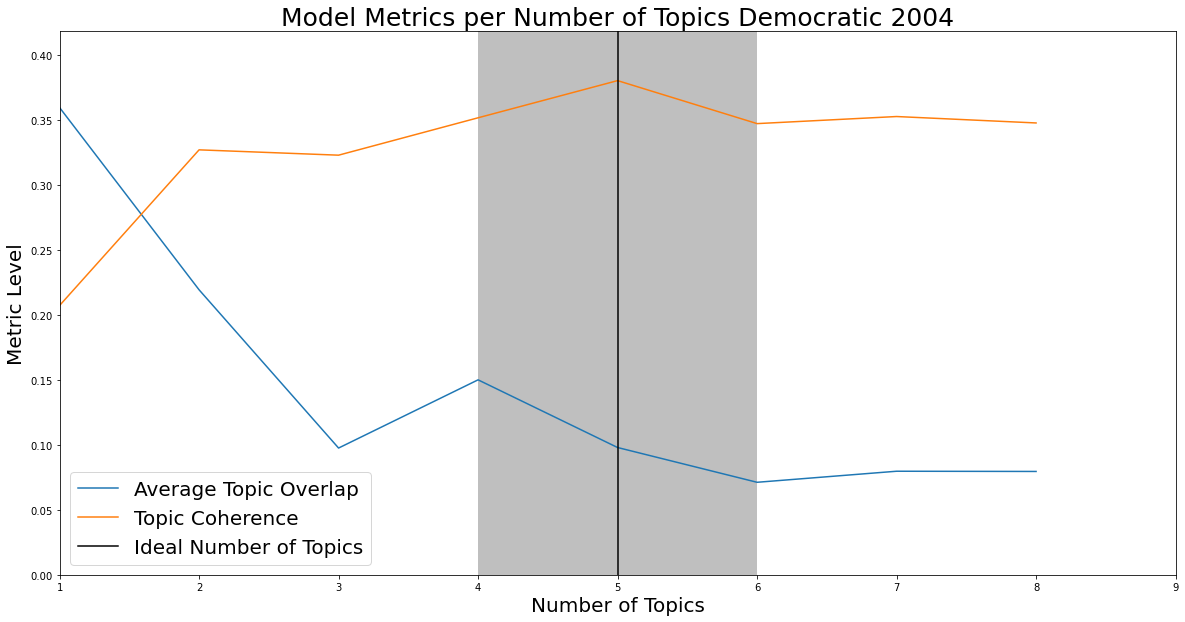 Model Metrics per Number of Topics Democratic 2004
Metric Level
0.40
0.35
0.30
0.25
0.20
0.15
0.10
0.05
0.00
Average Topic Overlap
Topic Coherence
Ideal Number of Topics
1 2 3 4 5 6 7 8 9
Number of Topics